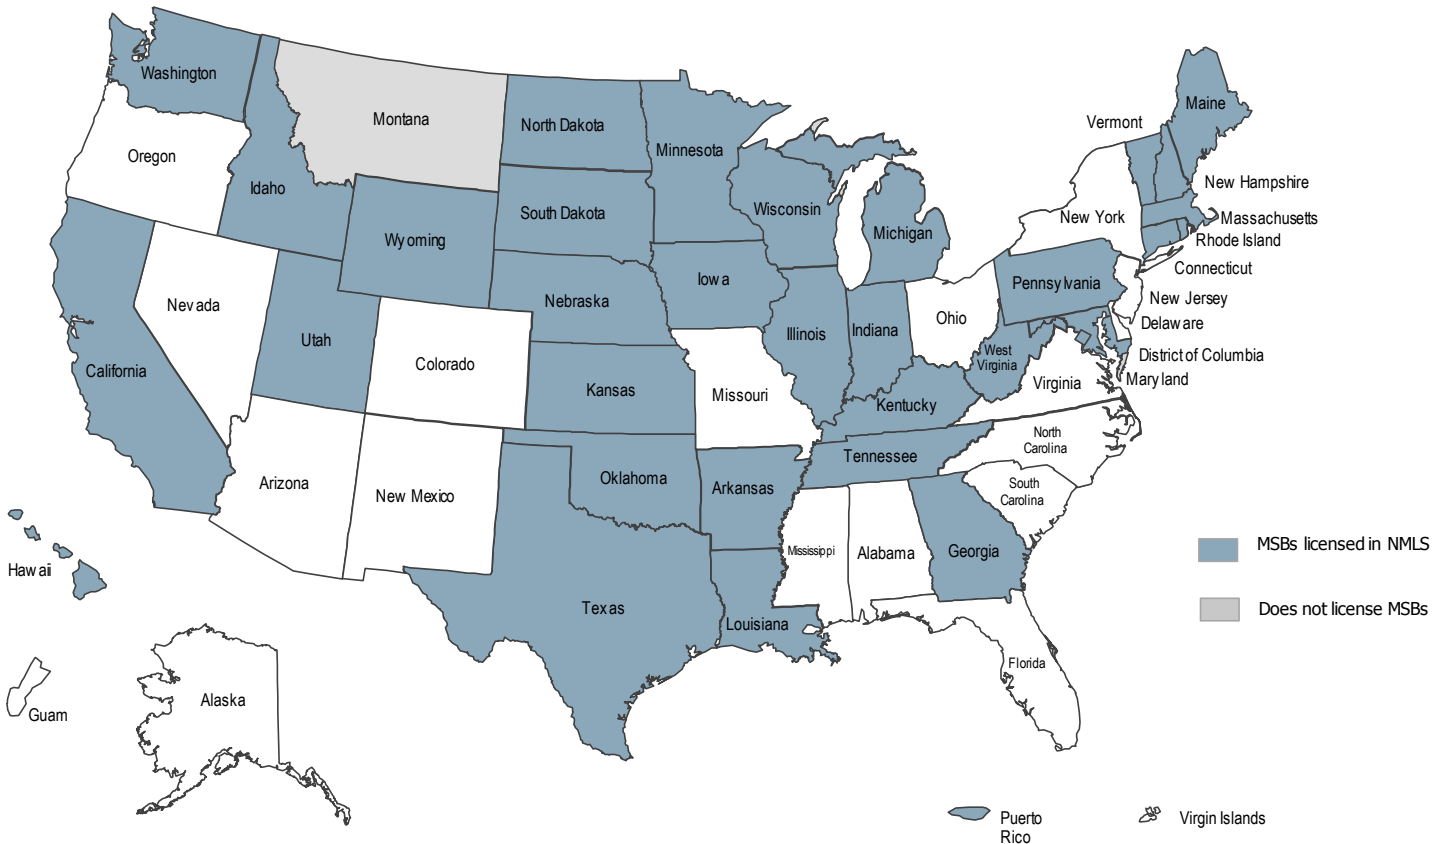 Washington
Montana
North Dakota
Minnesota
Maine
Vermont
Oregon
Idaho
Wisconsin
New Hampshire
South Dakota
New York
Massachusetts
Wyoming
Michigan
Rhode Island
Connecticut
Iowa
Pennsylvania
Nevada
Nebraska
New Jersey
Ohio
Delaware
Utah
Illinois
Indiana
West
Virginia
District of Columbia
California
Colorado
Maryland
Virginia
Kansas
Missouri
Kentucky
North
Carolina
Tennessee
Arizona
Oklahoma
Arkansas
South
Carolina
New Mexico
Mississippi
Alabama
Georgia
MSBs licensed in NMLS
Hawaii
Texas
Louisiana
Does not license MSBs
Florida
Alaska
Guam
Puerto
Rico
Virgin Islands